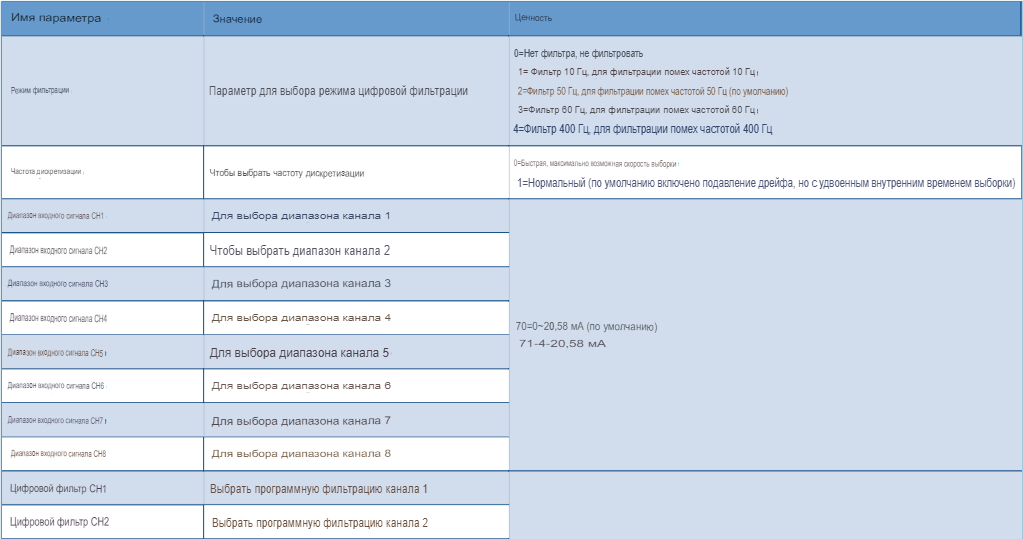 Имя параметра
Значение
Ценность
Режим фильтрации
Параметр для выбора режима цифровой фильтрации
0=Нет фильтра, не фильтровать
1= Фильтр 10 Гц, для фильтрации помех частотой 10 Гц
2=Фильтр 50 Гц, для фильтрации помех частотой 50 Гц (по умолчанию)
3=Фильтр 60 Гц, для фильтрации помех частотой 60 Гц
4=Фильтр 400 Гц, для фильтрации помех частотой 400 Гц
Частота дискретизации
Чтобы выбрать частоту дискретизации
0=Быстрая, максимально возможная скорость выборки
1=Нормальный (по умолчанию включено подавление дрейфа, но с удвоенным внутренним временем выборки)
Диапазон входного сигнала CH1
Для выбора диапазона канала 1
Диапазон входного сигнала CH2
Чтобы выбрать диапазон канала 2
Диапазон входного сигнала CH3
Для выбора диапазона канала 3
Диапазон входного сигнала CH4
Для выбора диапазона канала 4
Диапазон входного сигнала CH5
Для выбора диапазона канала 5
Диапазон входного сигнала CH6
Для выбора диапазона канала 6
Диапазон входного сигнала CH7
Для выбора диапазона канала 7
Диапазон входного сигнала CH8
Для выбора диапазона канала 8
70=0~20,58 мА (по умолчанию)
71-4-20,58 мА
Цифровой фильтр CH1
Выбрать программную фильтрацию канала 1
Цифровой фильтр CH2
Выбрать программную фильтрацию канала 2